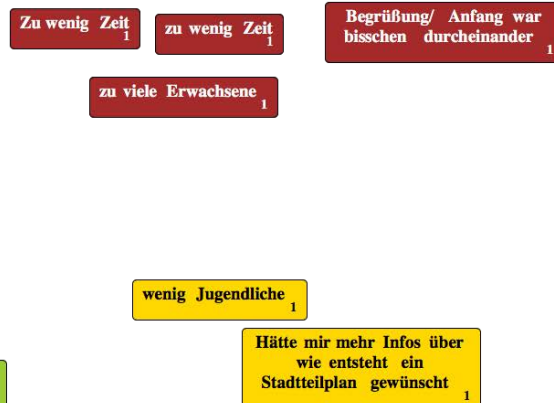 Zu wenig Zeit
1
zu wenig Zeit
1
Begrüßung/ Anfang war
bisschen durcheinander
1
zu viele Erwachsene
1
wenig Jugendliche
1
Hätte mir mehr Infos über
wie entsteht ein
Stadtteilplan gewünscht
1